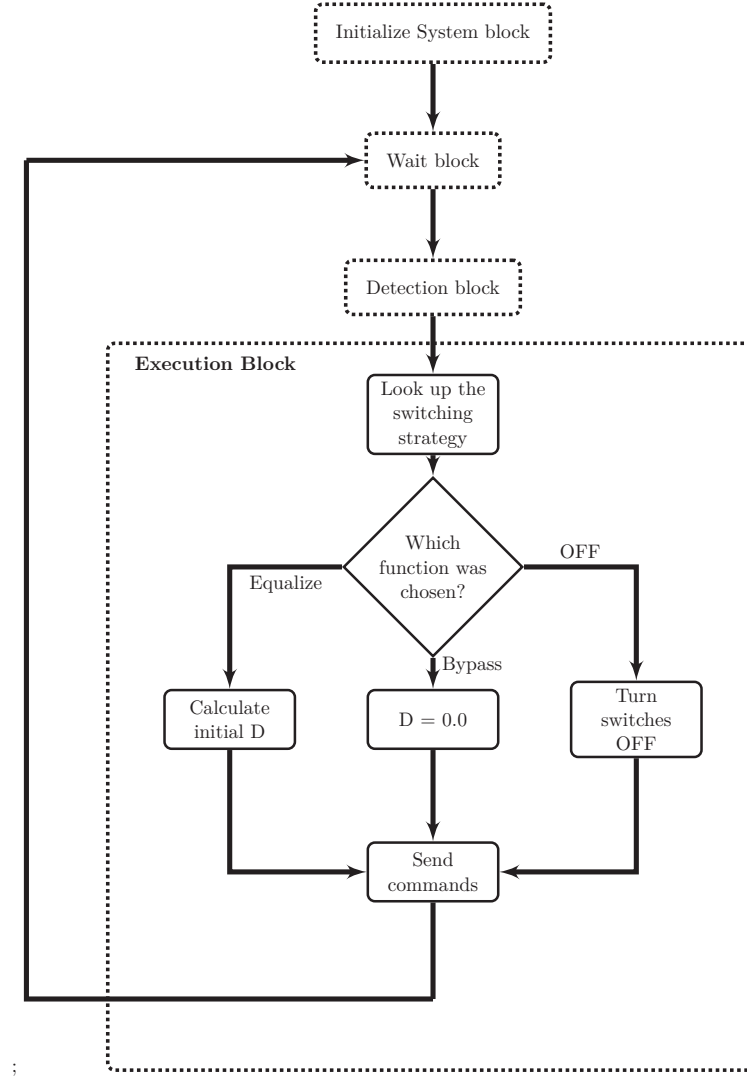 Initialize System block
Wait block
Detection block
Execution Block
Look up the
switching
strategy
Which
function was
chosen?
OFF
Equalize
Bypass
Calculate
initial D
D = 0.0
Turn
switches
OFF
Send
commands
;